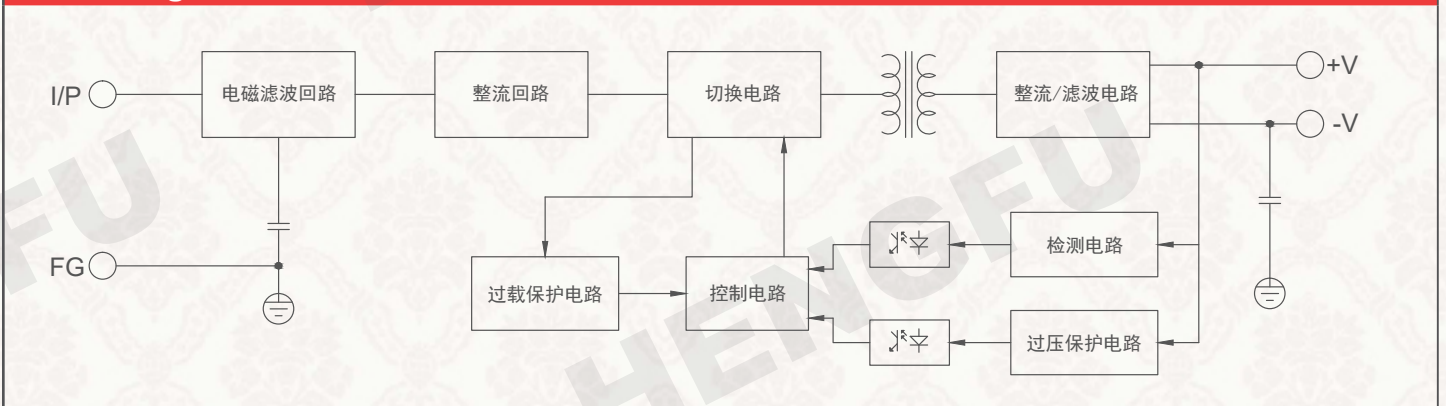 I/P
电磁滤波回路
整流回路
切换电路
整流/滤波电路
+V
-V
FG
过载保护电路
控制电路
检测电路
过压保护电路
HENGFU
FU